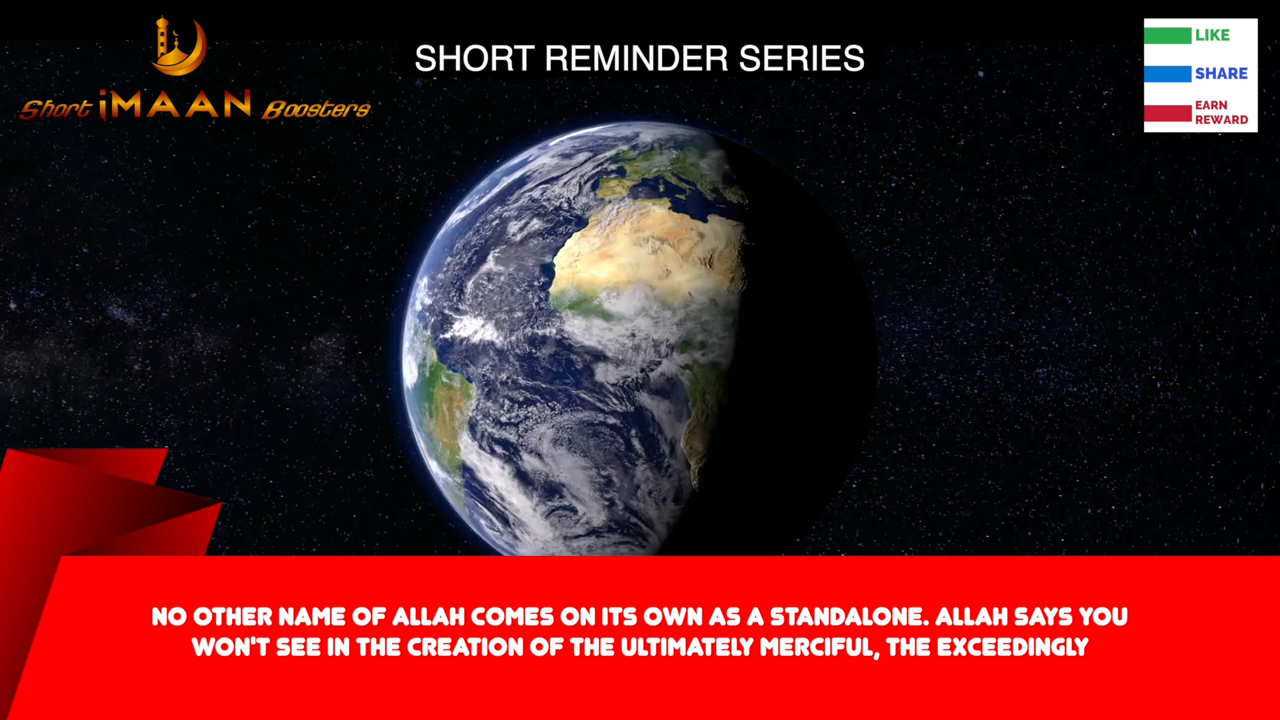 SHORT REMINDER SERIES
Short iMAAN Boosters
LIKE
SHARE
EARN
REWARD
NO OTHER NAME OF ALLAH COMES ON ITS OWN AS A STANDALONE. ALLAH SAYS YOU
WON'T SEE IN THE CREATION OF THE ULTIMATELY MERCIFUL, THE EXCEEDINGLY